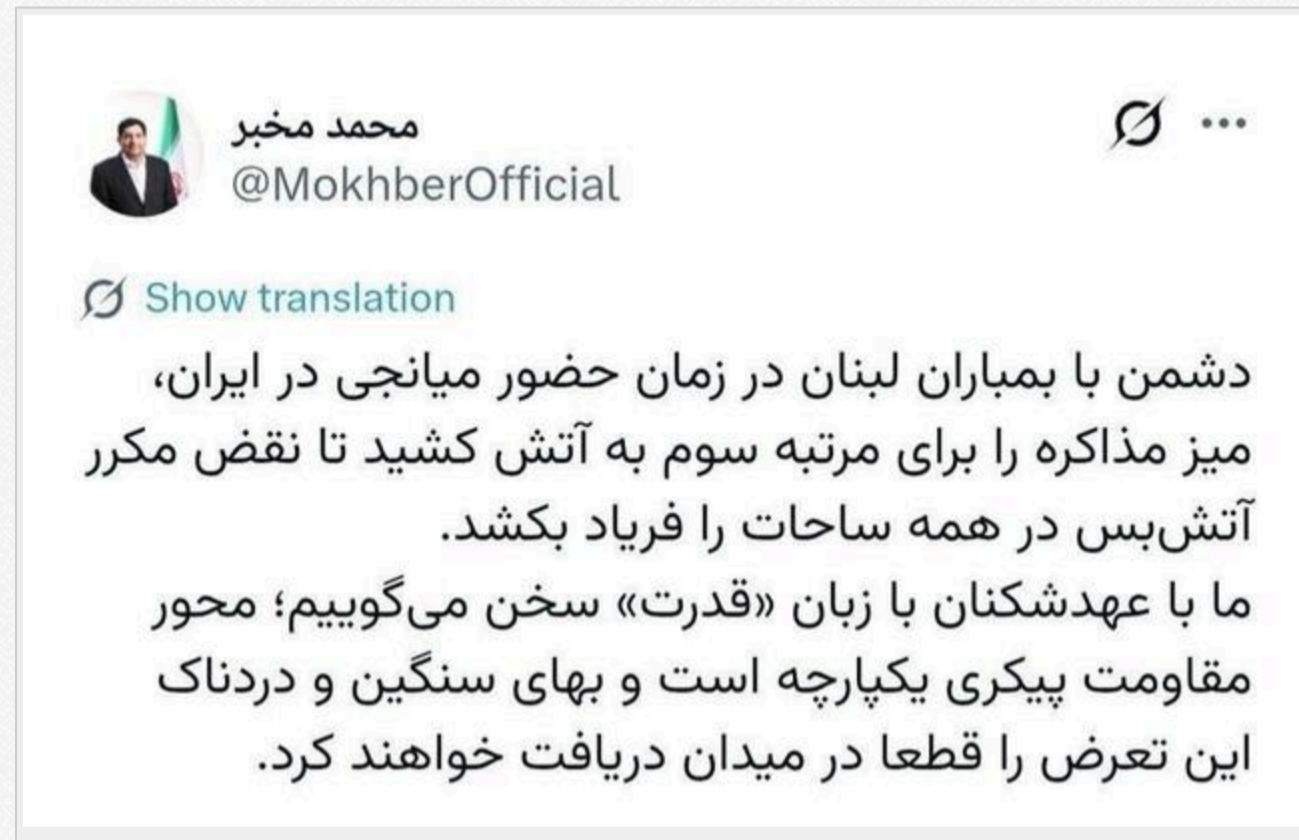 محمد مخبر
@MokhberOfficial
Show translation
دشمن با بمباران لبنان در زمان حضور میانجی در ایران،
میز مذاکره را برای مرتبه سوم به آتش کشید تا نقض مکرر
آتش‌بس در همه ساحات را فریاد بکشد.
ما با عهدشکنان با زبان «قدرت» سخن می‌گوییم؛ محور
مقاومت پیکری یکپارچه است و بهای سنگین و دردناک
این تعرض را قطعا در میدان دریافت خواهند کرد.